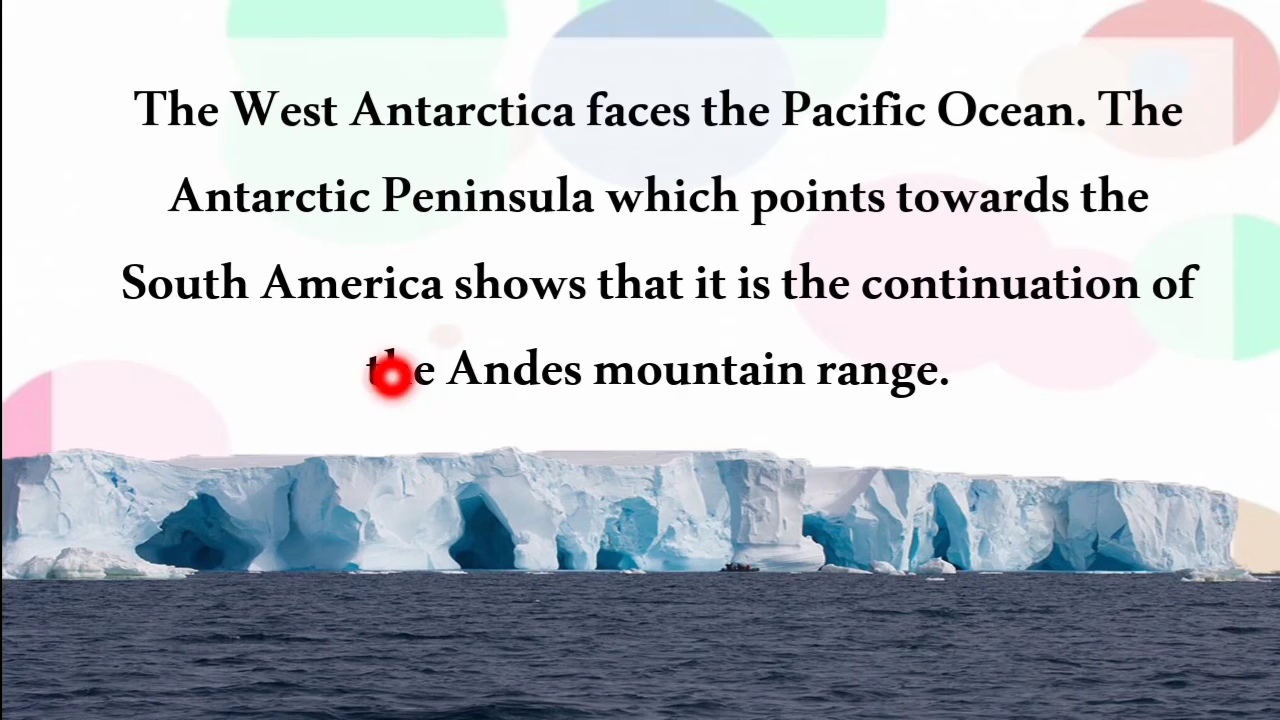 The West Antarctica faces the Pacific Ocean. The
Antarctic Peninsula which points towards the
South America shows that it is the continuation of
the Andes mountain range.